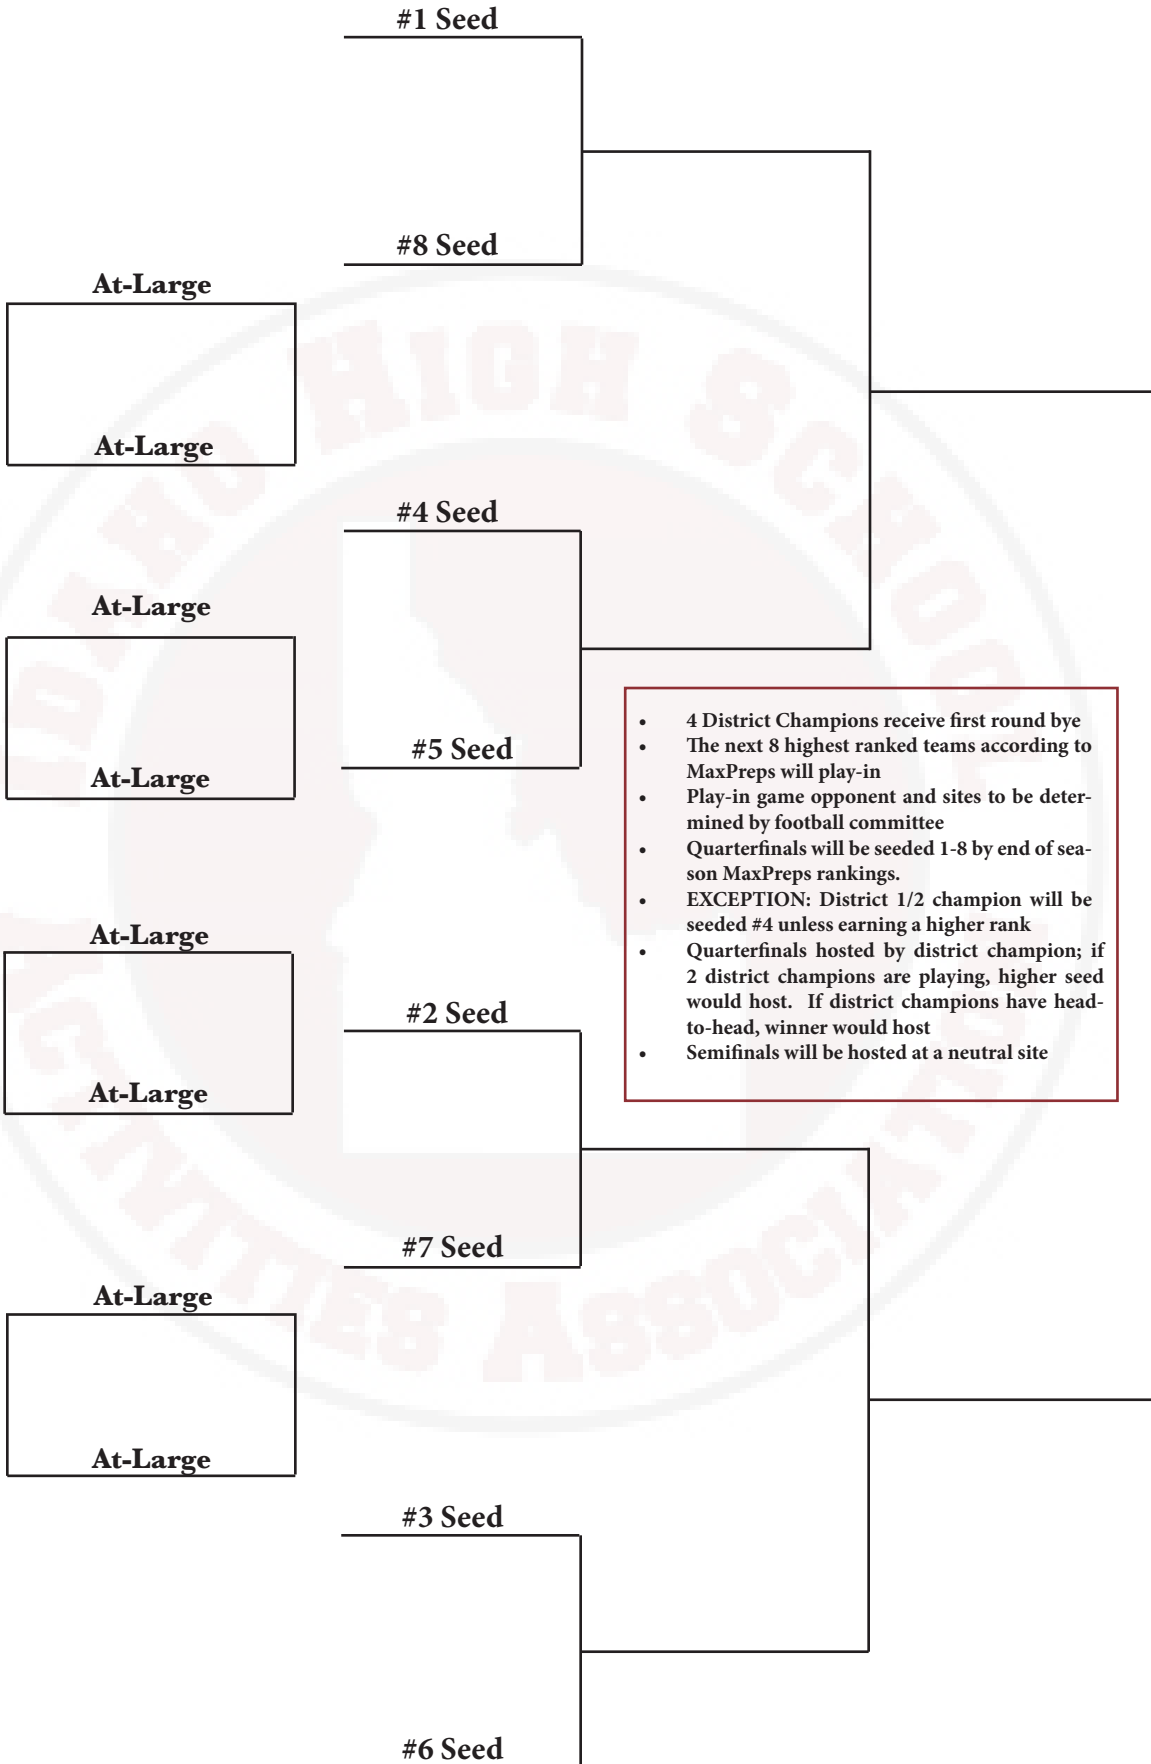 #1 Seed
#8 Seed
At-Large
At-Large
#4 Seed
At-Large
At-Large
#5 Seed
• 4 District Champions receive first round bye
• The next 8 highest ranked teams according to
MaxPreps will play-in
• Play-in game opponent and sites to be deter-
mined by football committee
• Quarterfinals will be seeded 1-8 by end of sea-
son MaxPreps rankings.
• EXCEPTION: District 1/2 champion will be
seeded #4 unless earning a higher rank
• Quarterfinals hosted by district champion; if
2 district champions are playing, higher seed
would host. If district champions have head-
to-head, winner would host
• Semifinals will be hosted at a neutral site
At-Large
At-Large
#2 Seed
#7 Seed
At-Large
At-Large
#3 Seed
#6 Seed
IDAHO HIGH SCHOOL
ACTIVITIES ASSOCIATION